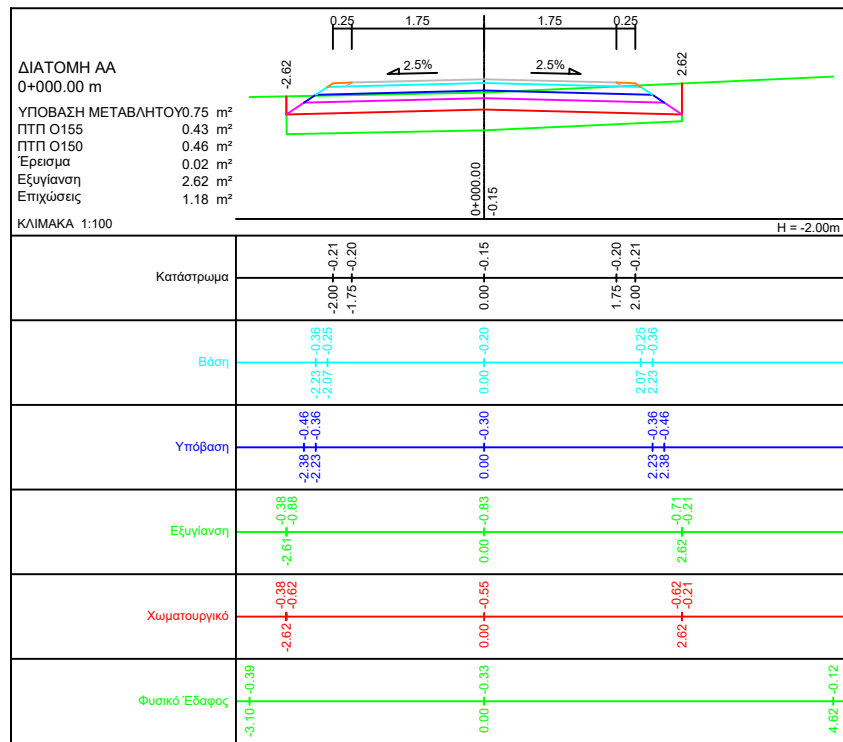 0.25 1.75 1.75 0.25
ΔΙΑΤΟΜΗ ΑΑ
0+000.00 m
ΥΠΟΒΑΣΗ ΜΕΤΑΒΛΗΤΟΥ0.75 m²
ΠΤΠ Ο155 0.43 m²
ΠΤΠ Ο150 0.46 m²
Έρεισμα 0.02 m²
Εξυγίανση 2.62 m²
Επιχώσεις 1.18 m²
ΚΛΙΜΑΚΑ 1:100
-2.62 2.5% 2.5% 2.62
0+000.00
-0.15
H = -2.00m
Κατάστρωμα
-0.21 -0.20 -0.15 -0.20 -0.21
-2.00 -1.75 0.00 1.75 2.00
Βάση
-0.36 -0.25 -0.20 -0.25 -0.36
-2.23 -2.07 0.00 2.07 2.23
Υπόβαση
-0.46 -0.36 -0.30 -0.36 -0.46
-2.38 -2.23 0.00 2.23 2.38
Εξυγίανση
-0.38 -0.88 -0.83 -0.71 -0.21
-2.61 0.00 2.62
Χωματουργικό
-0.38 -0.62 -0.55 -0.62 -0.21
-2.62 0.00 2.62
Φυσικό Έδαφος
-0.39 -0.33 -0.12
-3.10 0.00 4.62